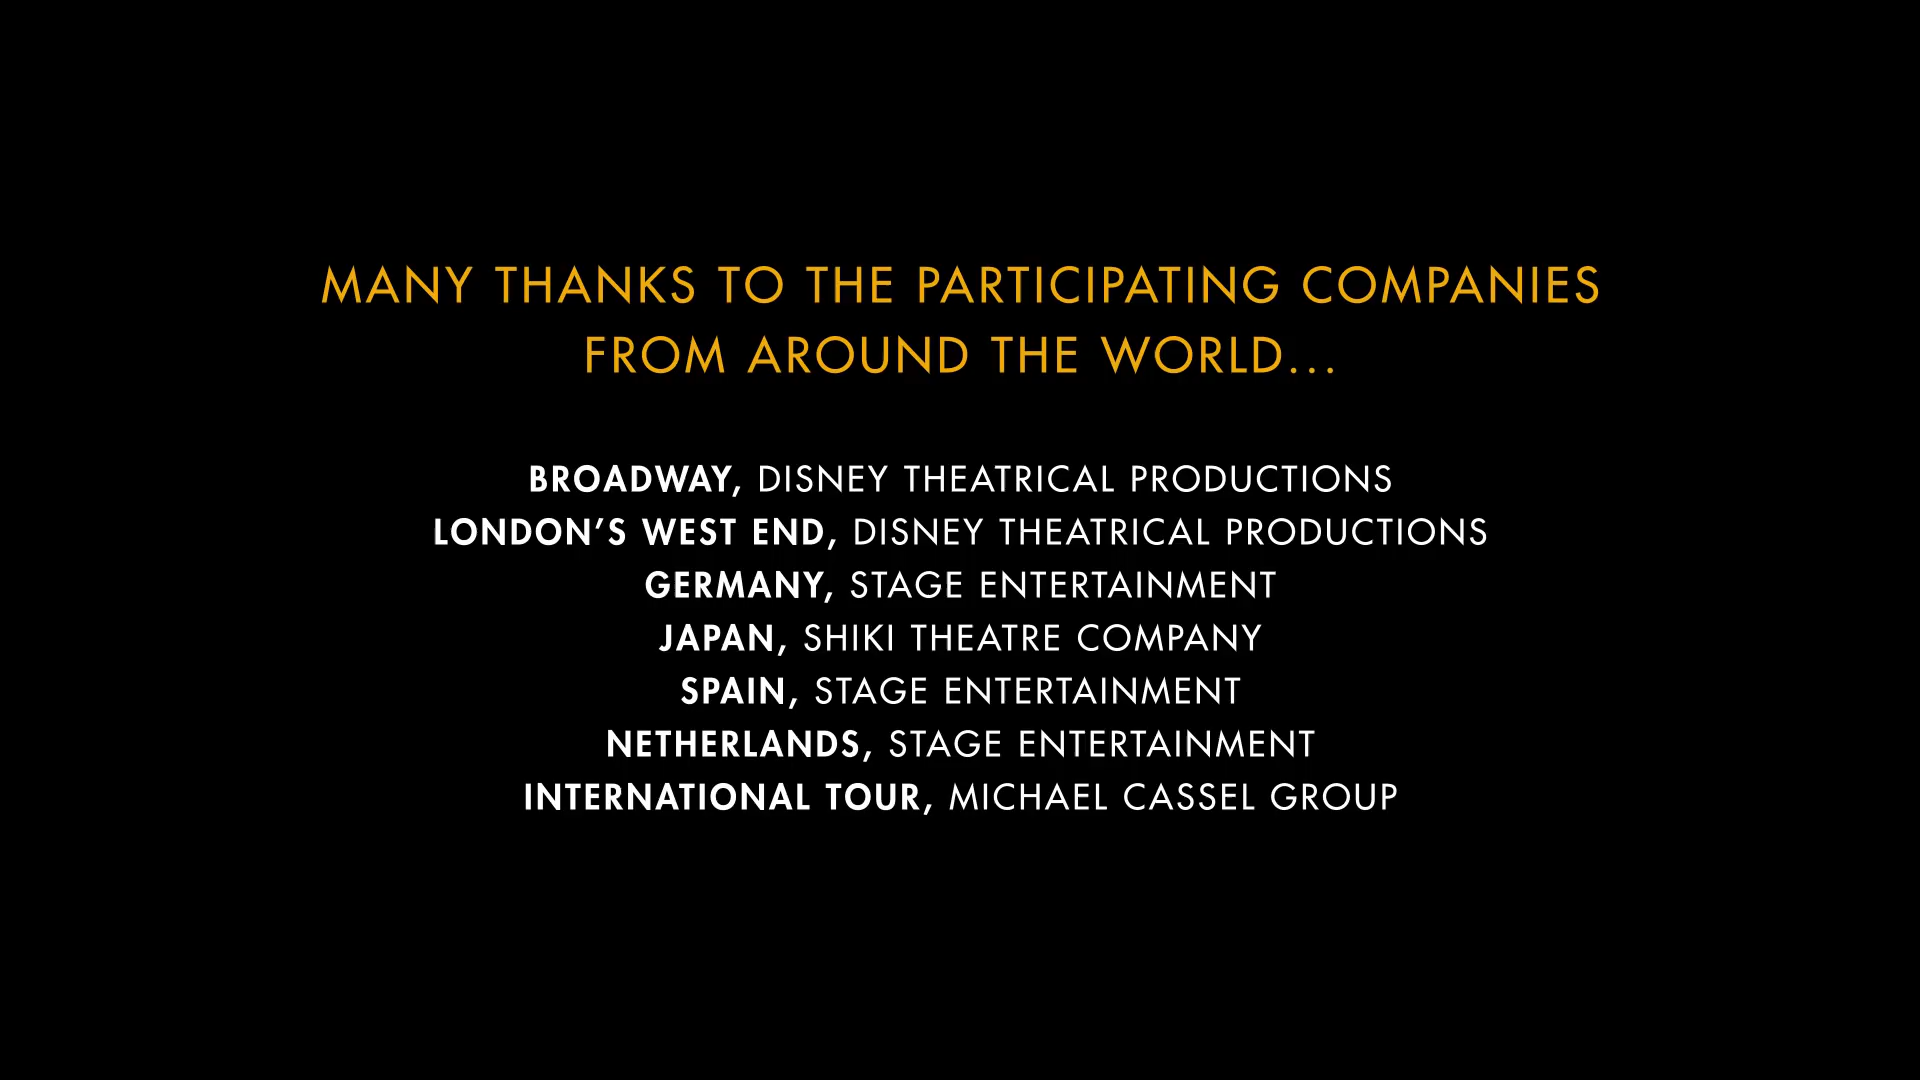 MANY THANKS TO THE PARTICIPATING COMPANIES
FROM AROUND THE WORLD...
BROADWAY, DISNEY THEATRICAL PRODUCTIONS
LONDON’S WEST END, DISNEY THEATRICAL PRODUCTIONS
GERMANY, STAGE ENTERTAINMENT
JAPAN, SHIKI THEATRE COMPANY
SPAIN, STAGE ENTERTAINMENT
NETHERLANDS, STAGE ENTERTAINMENT
INTERNATIONAL TOUR, MICHAEL CASSEL GROUP